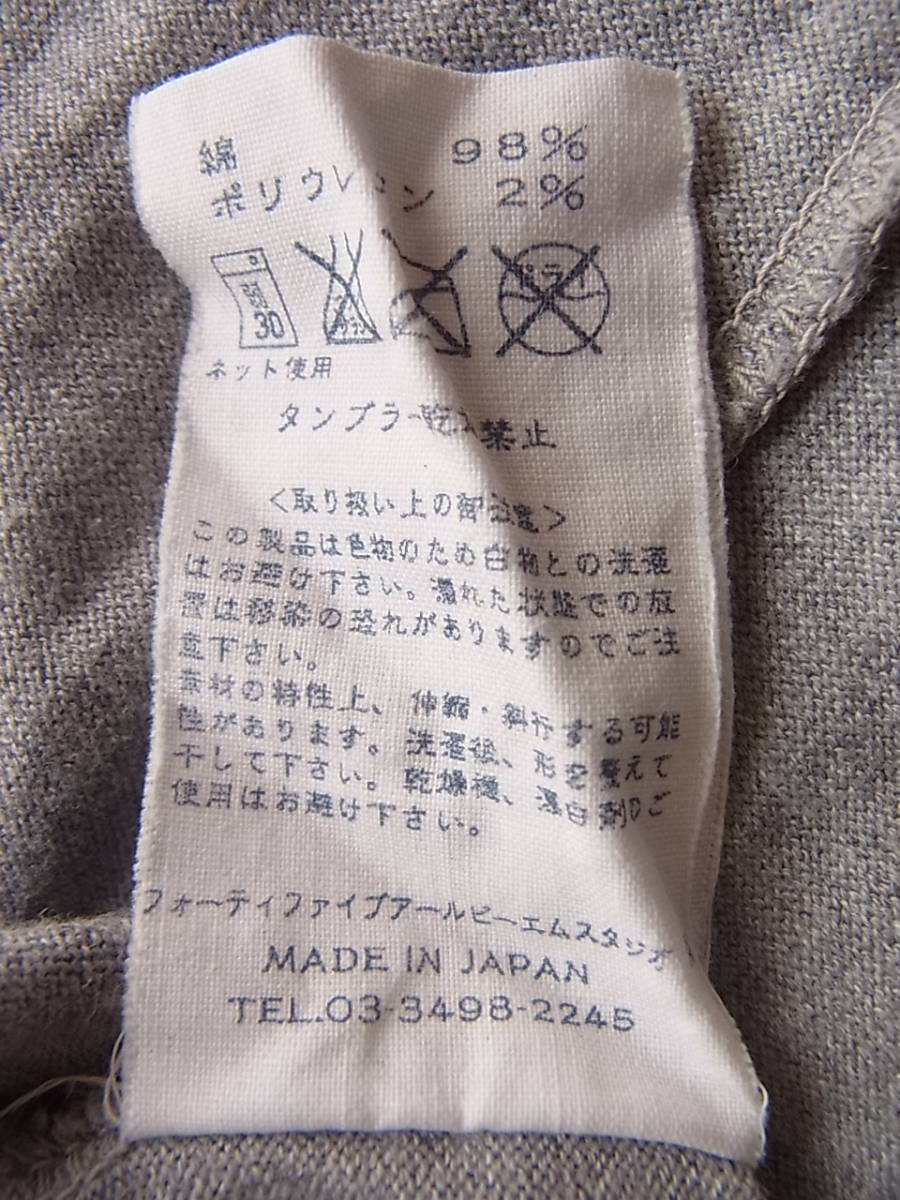 綿 98%
ポリウレタン 2%
30
ネット使用
タンブラー乾燥禁止
<取り扱い上の御注意>
この製品は色物のため白物との洗濯
はお避け下さい。濡れた状態での放
置は移染の恐れがありますのでご注
意下さい。
素材の特性上、伸縮・斜行する可能
性があります。洗濯後、形を整えて
干して下さい。乾燥機、漂白剤のご
使用はお避け下さい。
フォーティファイブアールピーエムスタジオ
MADE IN JAPAN
TEL.03-3498-2245